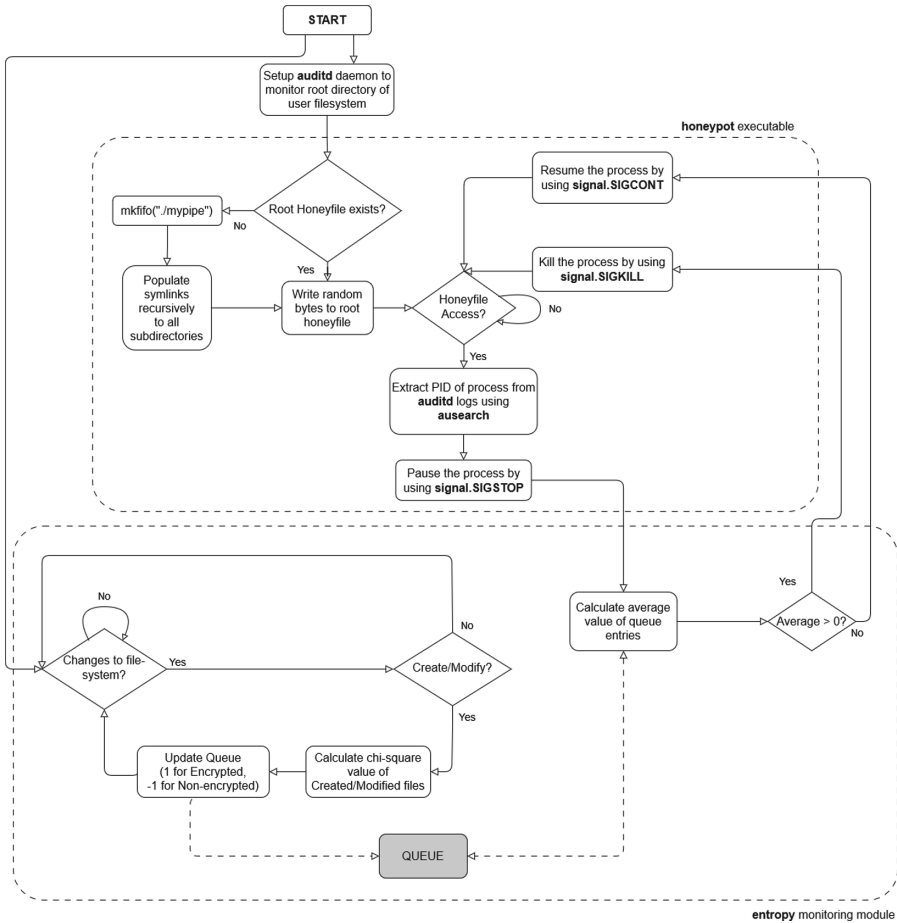 START
Setup auditd daemon to
monitor root directory of
user filesystem
honeypot executable
Root Honeyfile exists?
No
Yes
mkfifo("./mypipe")
Populate
symlinks
recursively
to all
subdirectories
Write random
bytes to root
honeyfile
Resume the process by
using signal.SIGCONT
Kill the process by using
signal.SIGKILL
Honeyfile
Access?
No
Yes
Extract PID of process from
auditd logs using
ausearch
Pause the process by
using signal.SIGSTOP
No
Changes to file-
system?
Yes
No
Create/Modify?
Yes
Calculate average
value of queue
entries
Yes
Average > 0?
No
Update Queue
(1 for Encrypted,
-1 for Non-encrypted)
Calculate chi-square
value of
Created/Modified files
QUEUE
entropy monitoring module